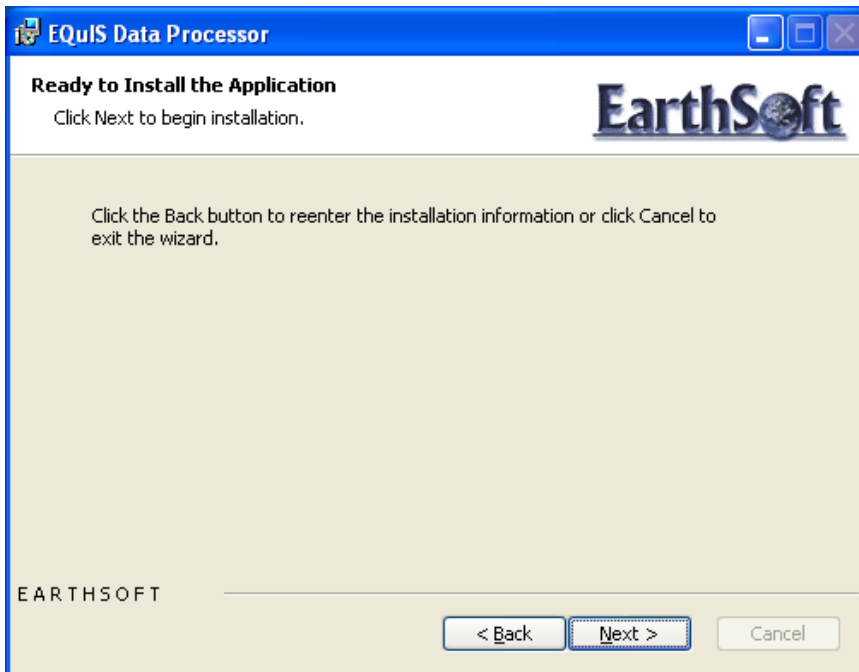 EQuIS Data Processor
Ready to Install the Application
Click Next to begin installation.
EarthSoft
Click the Back button to reenter the installation information or click Cancel to
exit the wizard.
EARTHSOFT
< Back Next > Cancel